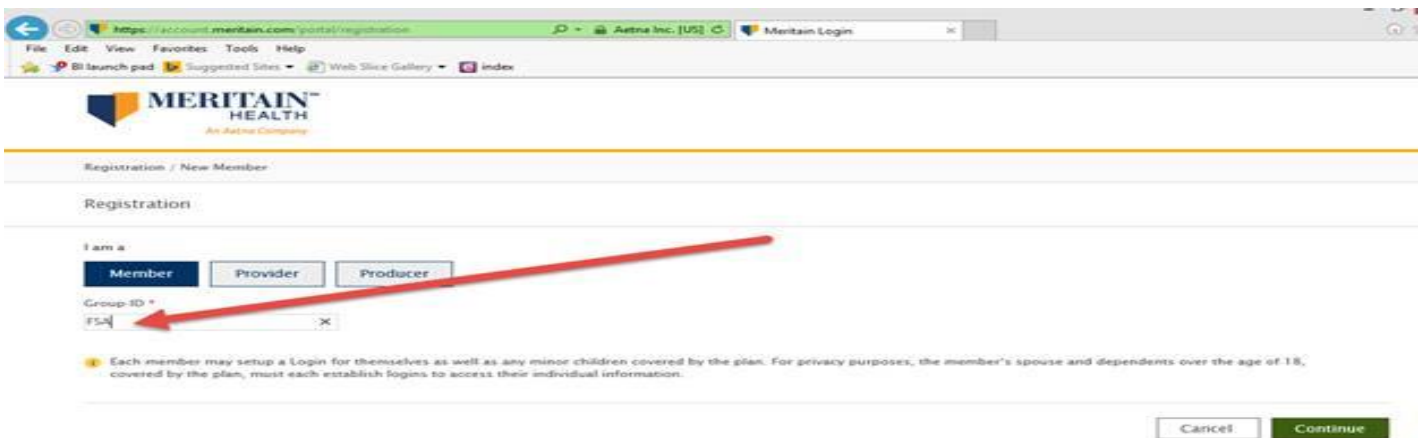 https://account.meritain.com/portal/registration Aetna Inc. [US] Meritain Login
File Edit View Favorites Tools Help
BI launch pad Suggested Sites Web Slice Gallery index
MERITAIN™
HEALTH
An Aetna Company
Registration / New Member
Registration
I am a
Member Provider Producer
Group ID *
FSA
Each member may setup a Login for themselves as well as any minor children covered by the plan. For privacy purposes, the member's spouse and dependents over the age of 18,
covered by the plan, must each establish logins to access their individual information.
Cancel Continue